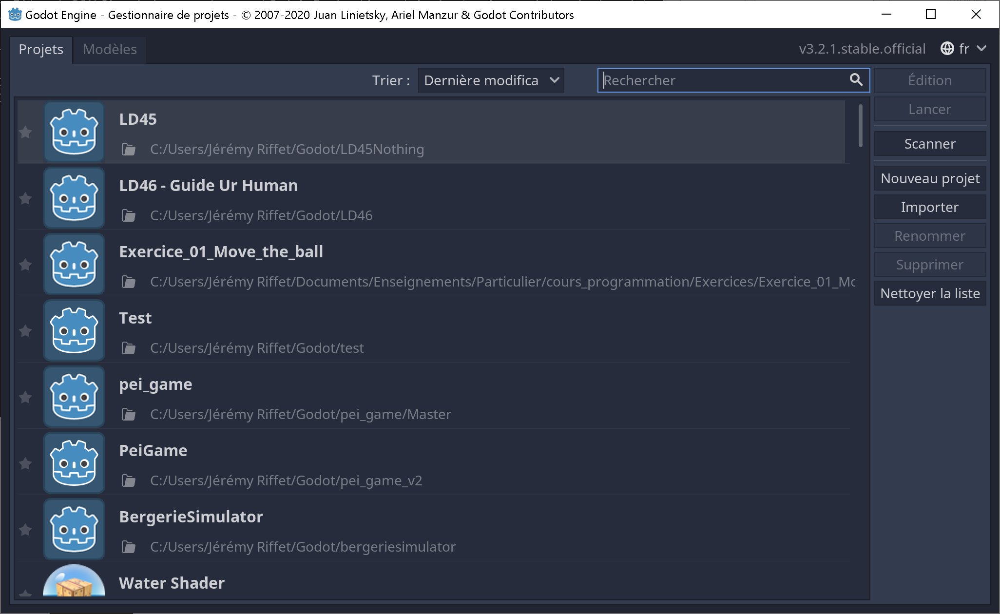 Godot Engine - Gestionnaire de projets - © 2007-2020 Juan Linietsky, Ariel Manzur & Godot Contributors
Projets Modèles v3.2.1.stable.official fr
Trier : Dernière modifica Rechercher Édition
Lancer
Scanner
Nouveau projet
Importer
Renommer
Supprimer
Nettoyer la liste
LD45
C:/Users/Jérémy Riffet/Godot/LD45Nothing
LD46 - Guide Ur Human
C:/Users/Jérémy Riffet/Godot/LD46
Exercice_01_Move_the_ball
C:/Users/Jérémy Riffet/Documents/Enseignements/Particulier/cours_programmation/Exercices/Exercice_01_Mo
Test
C:/Users/Jérémy Riffet/Godot/test
pei_game
C:/Users/Jérémy Riffet/Godot/pei_game/Master
PeiGame
C:/Users/Jérémy Riffet/Godot/pei_game_v2
BergerieSimulator
C:/Users/Jérémy Riffet/Godot/bergeriesimulator
Water Shader